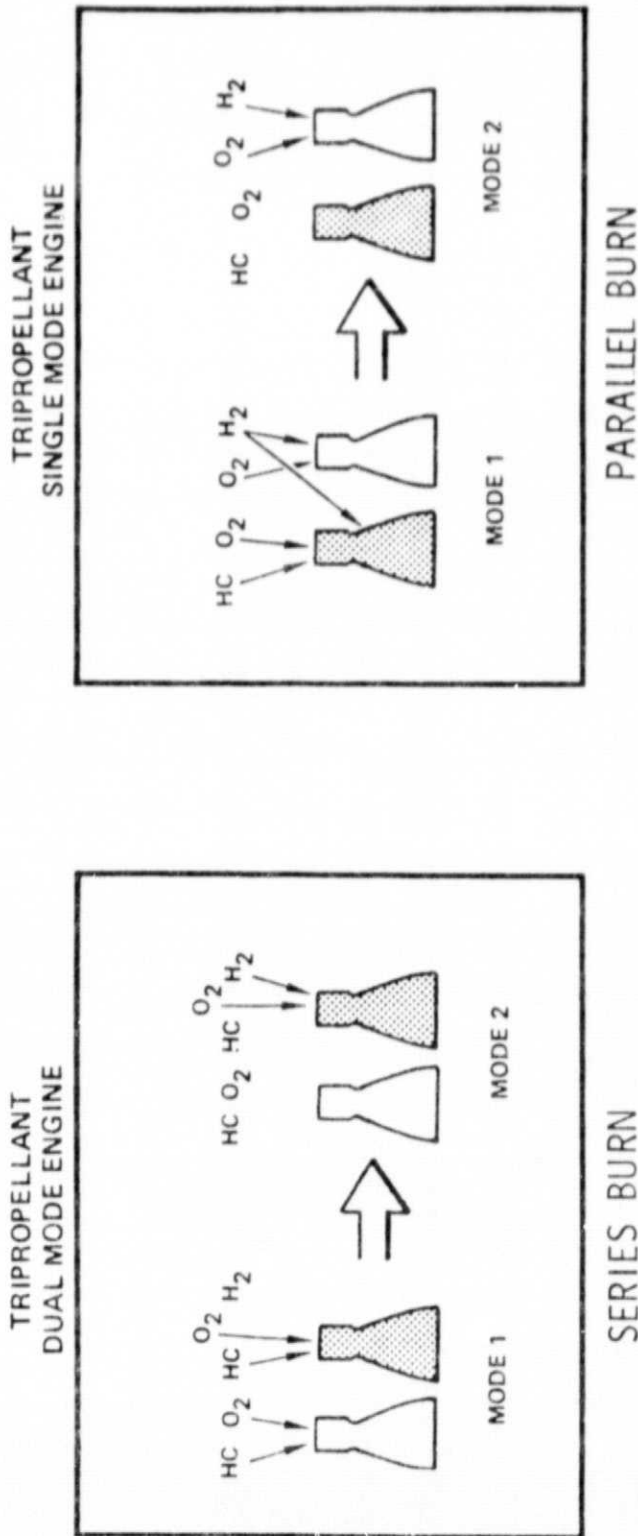 TRIPROPELLANT
DUAL MODE ENGINE
HC O2
HC O2 H2
MODE 1
HC O2
HC O2 H2
MODE 2
SERIES BURN
TRIPROPELLANT
SINGLE MODE ENGINE
HC O2
O2 H2
MODE 1
HC O2
O2 H2
MODE 2
PARALLEL BURN